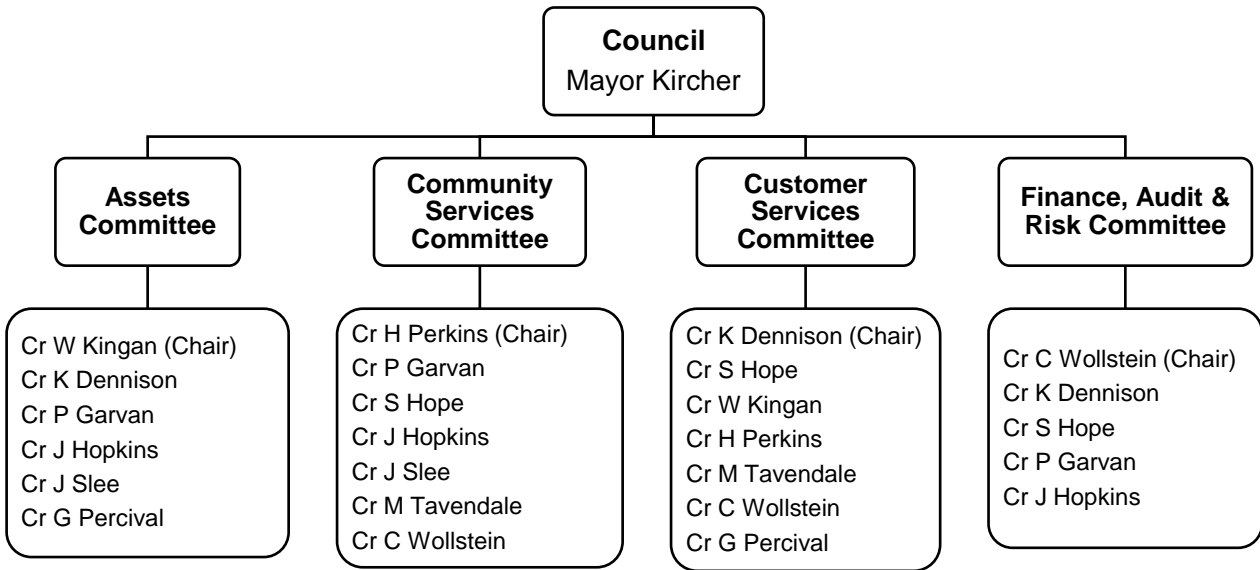 Council
Mayor Kircher
Assets
Committee
Community
Services
Committee
Customer
Services
Committee
Finance, Audit &
Risk Committee
Cr W Kingan (Chair)
Cr K Dennison
Cr P Garvan
Cr J Hopkins
Cr J Slee
Cr G Percival
Cr H Perkins (Chair)
Cr P Garvan
Cr S Hope
Cr J Hopkins
Cr J Slee
Cr M Tavendale
Cr C Wollstein
Cr K Dennison (Chair)
Cr S Hope
Cr W Kingan
Cr H Perkins
Cr M Tavendale
Cr C Wollstein
Cr G Percival
Cr C Wollstein (Chair)
Cr K Dennison
Cr S Hope
Cr P Garvan
Cr J Hopkins